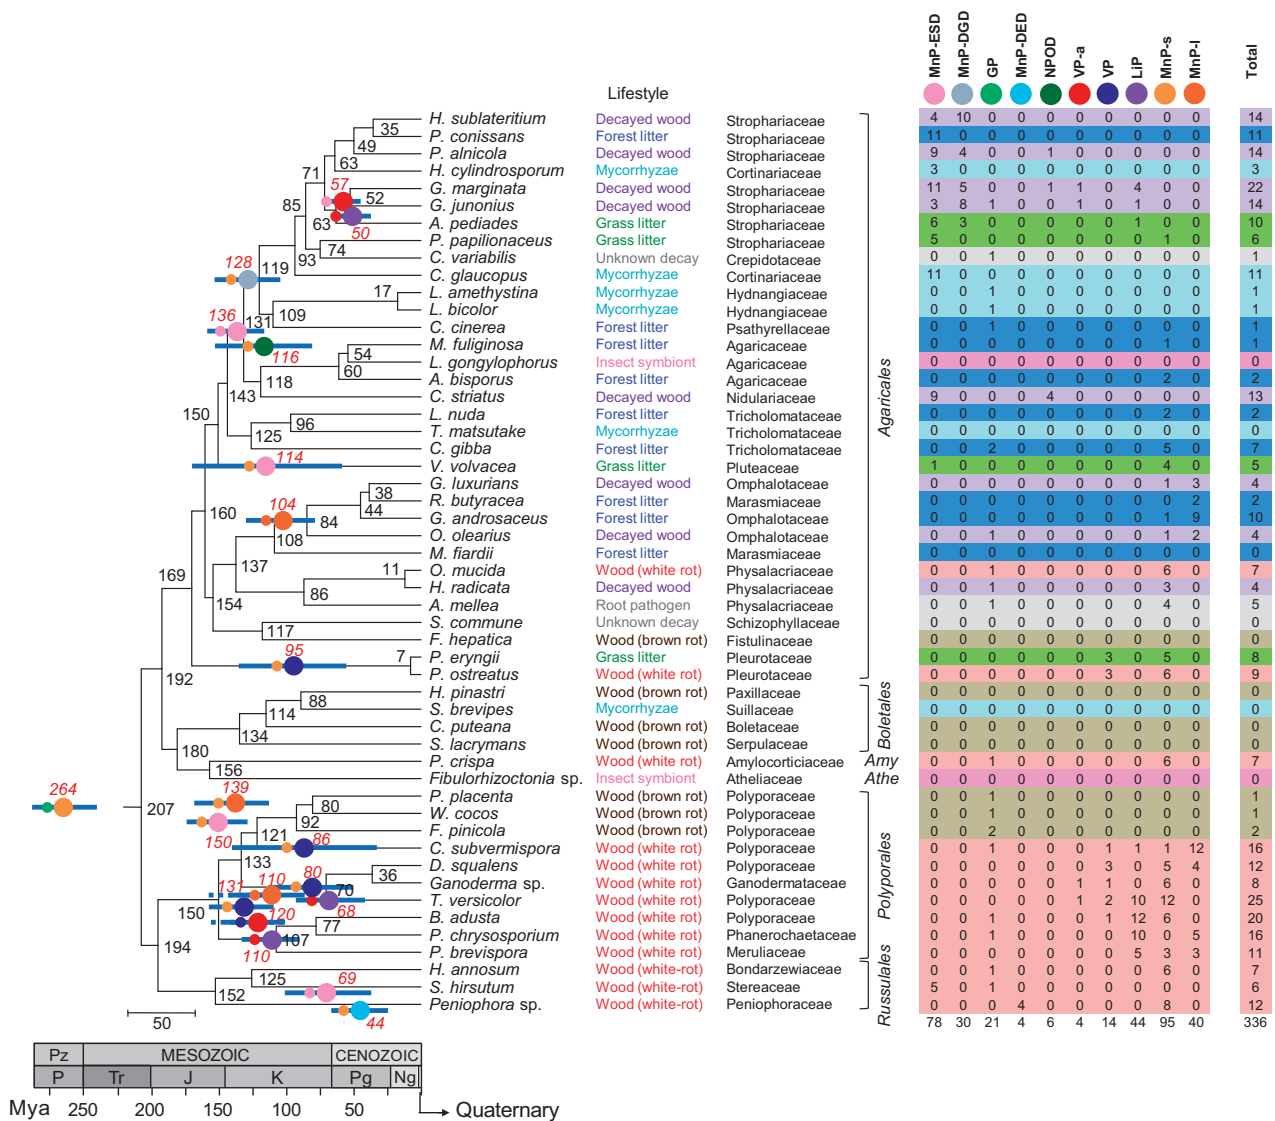 MnP-ESD MnP-DGD GP MnP-DED NPOD VP-a VP LiP MnP-s MnP-l Total
Lifestyle
H. sublateritium Decayed wood Strophariaceae 4 10 0 0 0 0 0 0 0 0 14
P. conissans Forest litter Strophariaceae 11 0 0 0 0 0 0 0 0 0 11
P. alnicola Decayed wood Strophariaceae 9 4 0 0 1 0 0 0 0 0 14
H. cylindrosporum Mycorrhyzae Cortinariaceae 3 0 0 0 0 0 0 0 0 0 3
G. marginata Decayed wood Strophariaceae 11 5 0 0 1 1 0 4 0 0 22
G. junonius Decayed wood Strophariaceae 3 8 1 0 0 1 0 1 0 0 14
A. pediades Grass litter Strophariaceae 6 3 0 0 0 0 0 1 0 0 10
P. papilionaceus Grass litter Strophariaceae 5 0 0 0 0 0 0 0 1 0 6
C. variabilis Unknown decay Crepidotaceae 0 0 1 0 0 0 0 0 0 0 1
C. glaucopus Mycorrhyzae Cortinariaceae 11 0 0 0 0 0 0 0 0 0 11
L. amethystina Mycorrhyzae Hydnangiaceae 0 0 1 0 0 0 0 0 0 0 1
L. bicolor Mycorrhyzae Hydnangiaceae 0 0 1 0 0 0 0 0 0 0 1
C. cinerea Forest litter Psathyrellaceae 0 0 1 0 0 0 0 0 0 0 1
M. fuliginosa Forest litter Agaricaceae 0 0 0 0 0 0 0 0 1 0 1
L. gongylophorus Insect symbiont Agaricaceae 0 0 0 0 0 0 0 0 0 0 0
A. bisporus Forest litter Agaricaceae 0 0 0 0 0 0 0 0 2 0 2
C. striatus Decayed wood Nidulariaceae 9 0 0 0 4 0 0 0 0 0 13
L. nuda Forest litter Tricholomataceae 0 0 0 0 0 0 0 0 2 0 2
T. matsutake Mycorrhyzae Tricholomataceae 0 0 0 0 0 0 0 0 0 0 0
C. gibba Forest litter Tricholomataceae 0 0 2 0 0 0 0 0 5 0 7
V. volvacea Grass litter Pluteaceae 1 0 0 0 0 0 0 0 4 0 5
G. luxurians Decayed wood Omphalotaceae 0 0 0 0 0 0 0 0 1 3 4
R. butyracea Forest litter Marasmiaceae 0 0 0 0 0 0 0 0 0 2 2
G. androsaceus Forest litter Omphalotaceae 0 0 0 0 0 0 0 0 1 9 10
O. olearius Decayed wood Omphalotaceae 0 0 1 0 0 0 0 0 1 2 4
M. fiardii Forest litter Marasmiaceae 0 0 0 0 0 0 0 0 0 0 0
O. mucida Wood (white rot) Physalacriaceae 0 0 1 0 0 0 0 0 6 0 7
H. radicata Decayed wood Physalacriaceae 0 0 1 0 0 0 0 0 3 0 4
A. mellea Root pathogen Physalacriaceae 0 0 1 0 0 0 0 0 4 0 5
S. commune Unknown decay Schizophyllaceae 0 0 0 0 0 0 0 0 0 0 0
F. hepatica Wood (brown rot) Fistulinaceae 0 0 0 0 0 0 0 0 0 0 0
P. eryngii Grass litter Pleurotaceae 0 0 0 0 0 0 3 0 5 0 8
P. ostreatus Wood (white rot) Pleurotaceae 0 0 0 0 0 0 3 0 6 0 9
H. pinastri Wood (brown rot) Paxillaceae 0 0 0 0 0 0 0 0 0 0 0
S. brevipes Mycorrhyzae Suillaceae 0 0 0 0 0 0 0 0 0 0 0
C. puteana Wood (brown rot) Boletaceae 0 0 0 0 0 0 0 0 0 0 0
S. lacrymans Wood (brown rot) Serpulaceae 0 0 0 0 0 0 0 0 0 0 0
P. crispa Wood (white rot) Amylocorticiaceae Amy 0 0 1 0 0 0 0 0 6 0 7
Fibulorhizoctonia sp. Insect symbiont Atheliaceae Athe 0 0 0 0 0 0 0 0 0 0 0
P. placenta Wood (brown rot) Polyporaceae 0 0 1 0 0 0 0 0 0 0 1
W. cocos Wood (brown rot) Polyporaceae 0 0 1 0 0 0 0 0 0 0 1
F. pinicola Wood (brown rot) Polyporaceae 0 0 2 0 0 0 0 0 0 0 2
C. subvermispora Wood (white rot) Polyporaceae 0 0 1 0 0 0 1 1 1 12 16
D. squalens Wood (white rot) Polyporaceae 0 0 0 0 0 0 3 0 5 4 12
Ganoderma sp. Wood (white rot) Ganodermataceae 0 0 0 0 0 1 1 0 6 0 8
T. versicolor Wood (white rot) Polyporaceae 0 0 0 0 0 1 2 10 12 0 25
B. adusta Wood (white rot) Polyporaceae 0 0 1 0 0 0 1 12 6 0 20
P. chrysosporium Wood (white rot) Phanerochaetaceae 0 0 1 0 0 0 0 10 0 5 16
P. brevispora Wood (white rot) Meruliaceae 0 0 0 0 0 0 0 5 3 3 11
H. annosum Wood (white-rot) Bondarzewiaceae 0 0 1 0 0 0 0 0 6 0 7
S. hirsutum Wood (white-rot) Stereaceae 5 0 1 0 0 0 0 0 0 0 6
Peniophora sp. Wood (white-rot) Peniophoraceae 0 0 0 4 0 0 0 0 8 0 12
78 30 21 4 6 4 14 44 95 40 336
Agaricales
Boletales
Polyporales
Russulales
35
49
63
71
57
52
85
63
50
74
93
128
119
17
109
136
131
116
54
60
118
143
150
96
125
114
38
44
104
84
160
108
11
137
169
86
154
117
95
7
192
88
114
134
180
156
139
264
207
80
92
150
121
86
133
36
80
110
131
70
150
68
120
77
107
194
110
125
69
152
44
50
Pz MESOZOIC CENOZOIC
P Tr J K Pg Ng
Mya 250 200 150 100 50 Quaternary